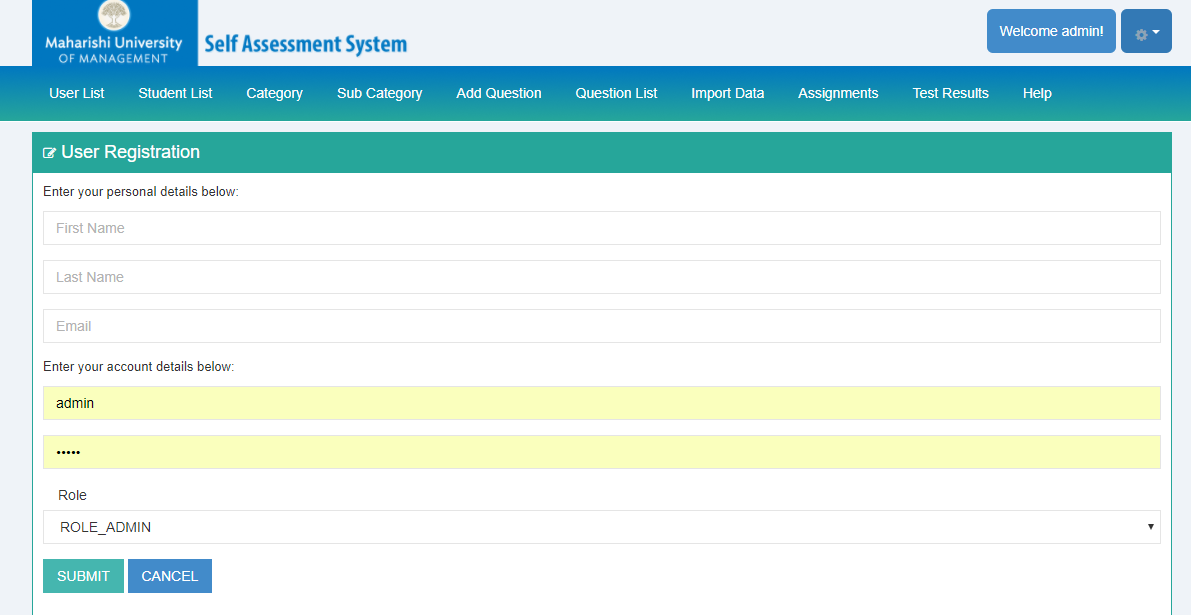 Maharishi University
OF MANAGEMENT
Self Assessment System
Welcome admin!
User List Student List Category Sub Category Add Question Question List Import Data Assignments Test Results Help
User Registration
Enter your personal details below:
First Name
Last Name
Email
Enter your account details below:
admin
•••••
Role
ROLE_ADMIN
SUBMIT CANCEL